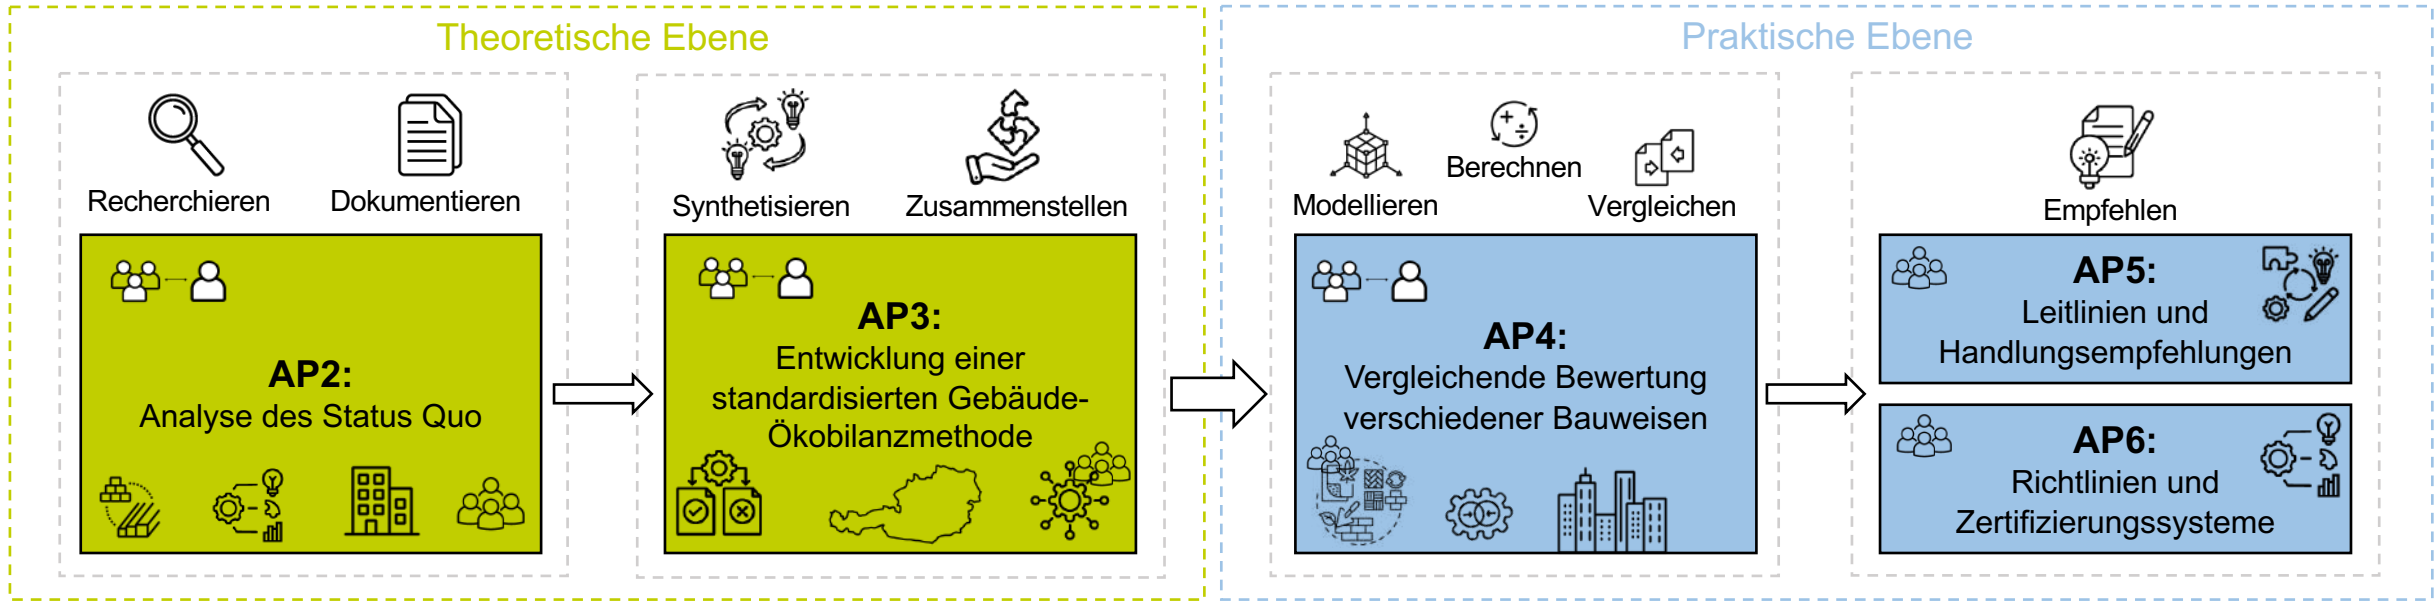 Theoretische Ebene
Recherchieren
Dokumentieren
AP2:
Analyse des Status Quo
Synthetisieren
Zusammenstellen
AP3:
Entwicklung einer
standardisierten Gebäude-
Ökobilanzmethode
Praktische Ebene
Modellieren
Berechnen
Vergleichen
AP4:
Vergleichende Bewertung
verschiedener Bauweisen
Empfehlen
AP5:
Leitlinien und
Handlungsempfehlungen
AP6:
Richtlinien und
Zertifizierungssysteme